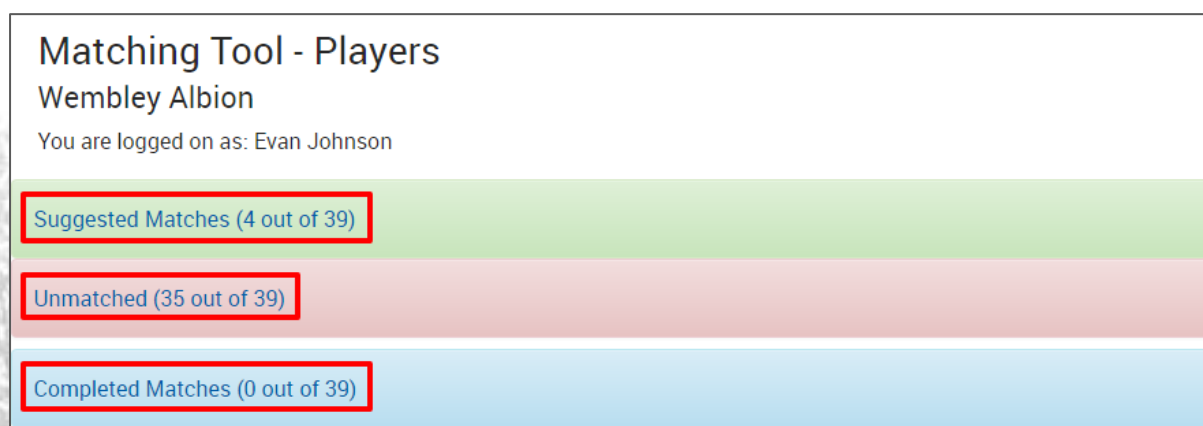 Matching Tool - Players
Wembley Albion
You are logged on as: Evan Johnson
Suggested Matches (4 out of 39)
Unmatched (35 out of 39)
Completed Matches (0 out of 39)